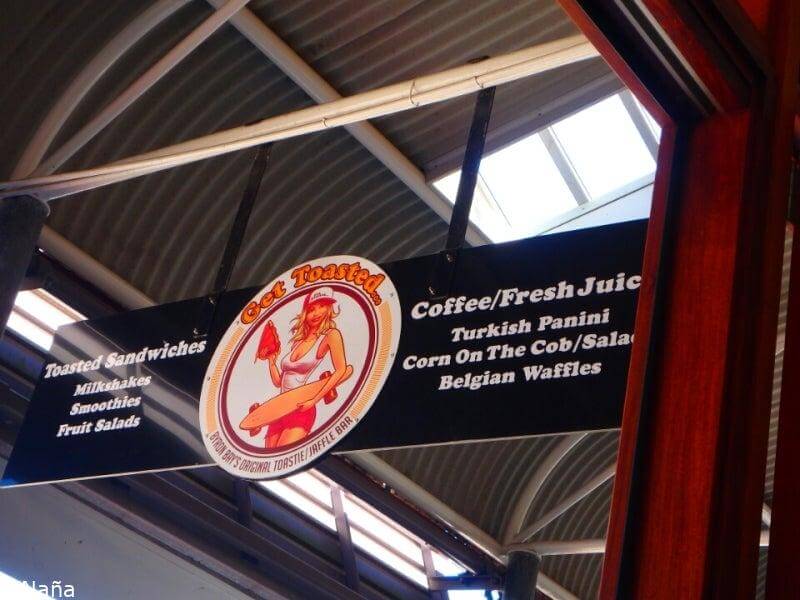 Get Toasted...
BYRON BAY'S ORIGINAL TOASTIE/JAFFLE BAR
Toasted Sandwiches
Milkshakes
Smoothies
Fruit Salads
Coffee/Fresh Juic
Turkish Panini
Corn On The Cob/Salad
Belgian Waffles
Naña